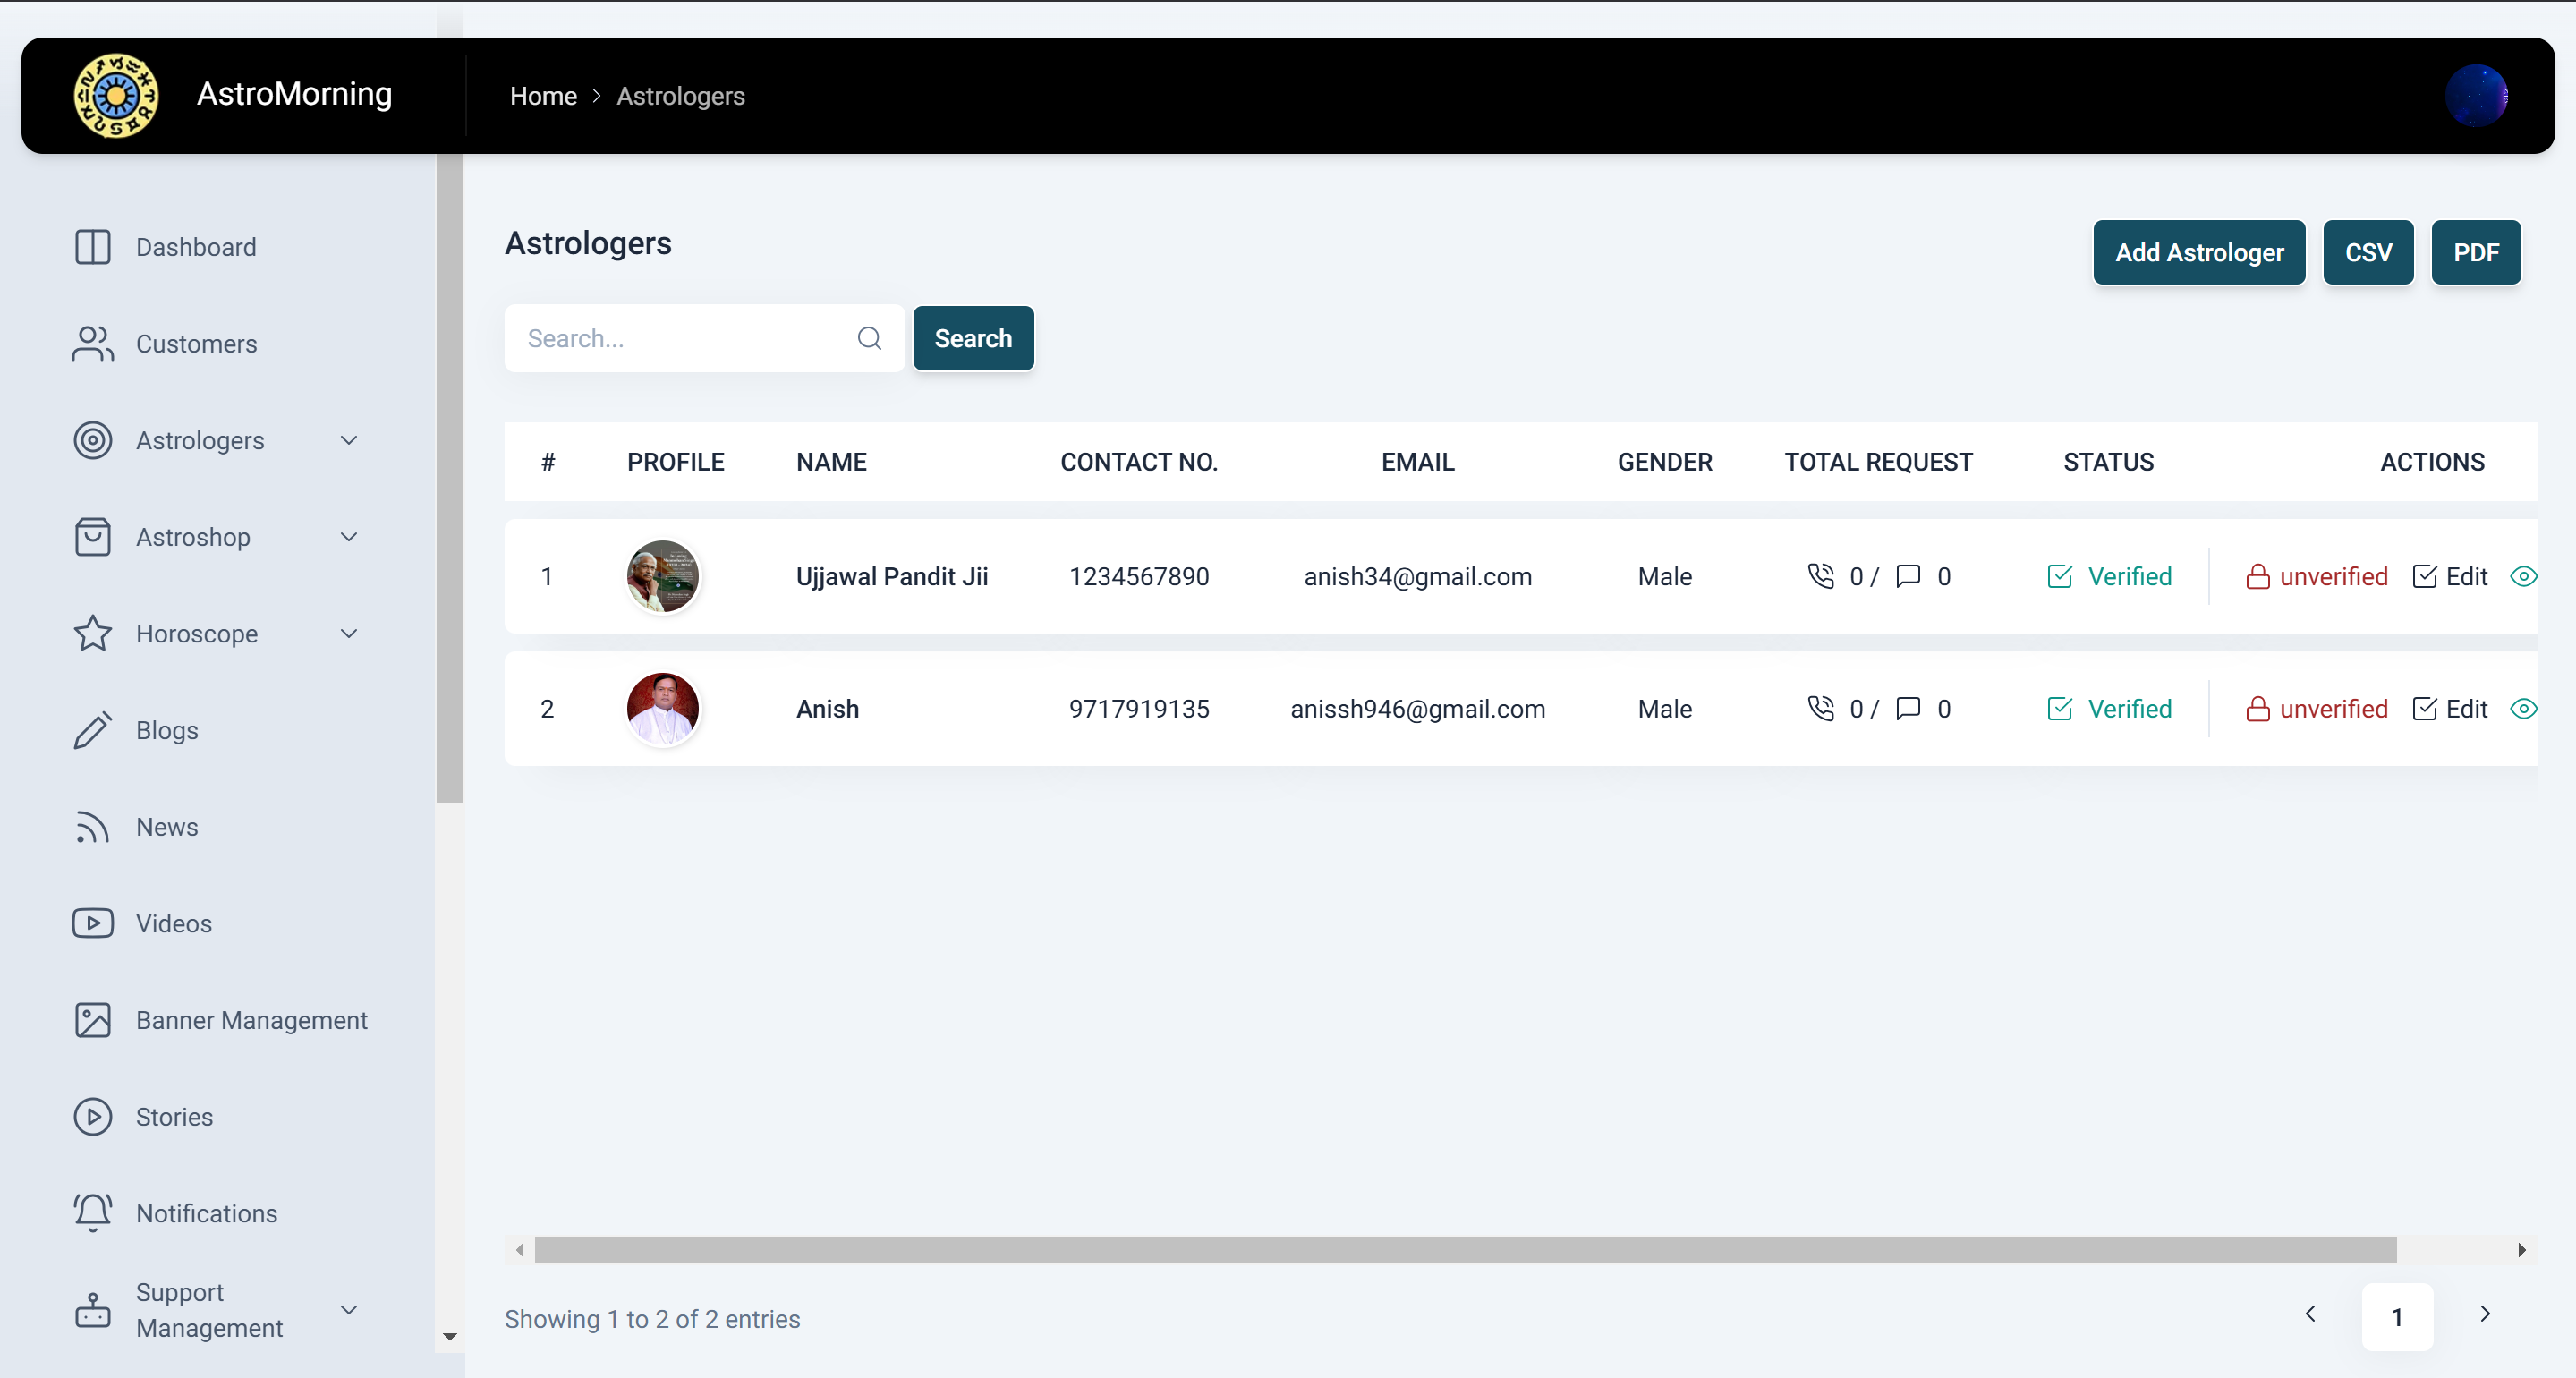 AstroMorning
Home > Astrologers
Dashboard
Customers
Astrologers
Astroshop
Horoscope
Blogs
News
Videos
Banner Management
Stories
Notifications
Support
Management
Astrologers
Add Astrologer CSV PDF
Search... Search
# PROFILE NAME CONTACT NO. EMAIL GENDER TOTAL REQUEST STATUS ACTIONS
1 Ujjawal Pandit Jii 1234567890 anish34@gmail.com Male 0 / 0 Verified unverified Edit
2 Anish 9717919135 anissh946@gmail.com Male 0 / 0 Verified unverified Edit
Showing 1 to 2 of 2 entries
1